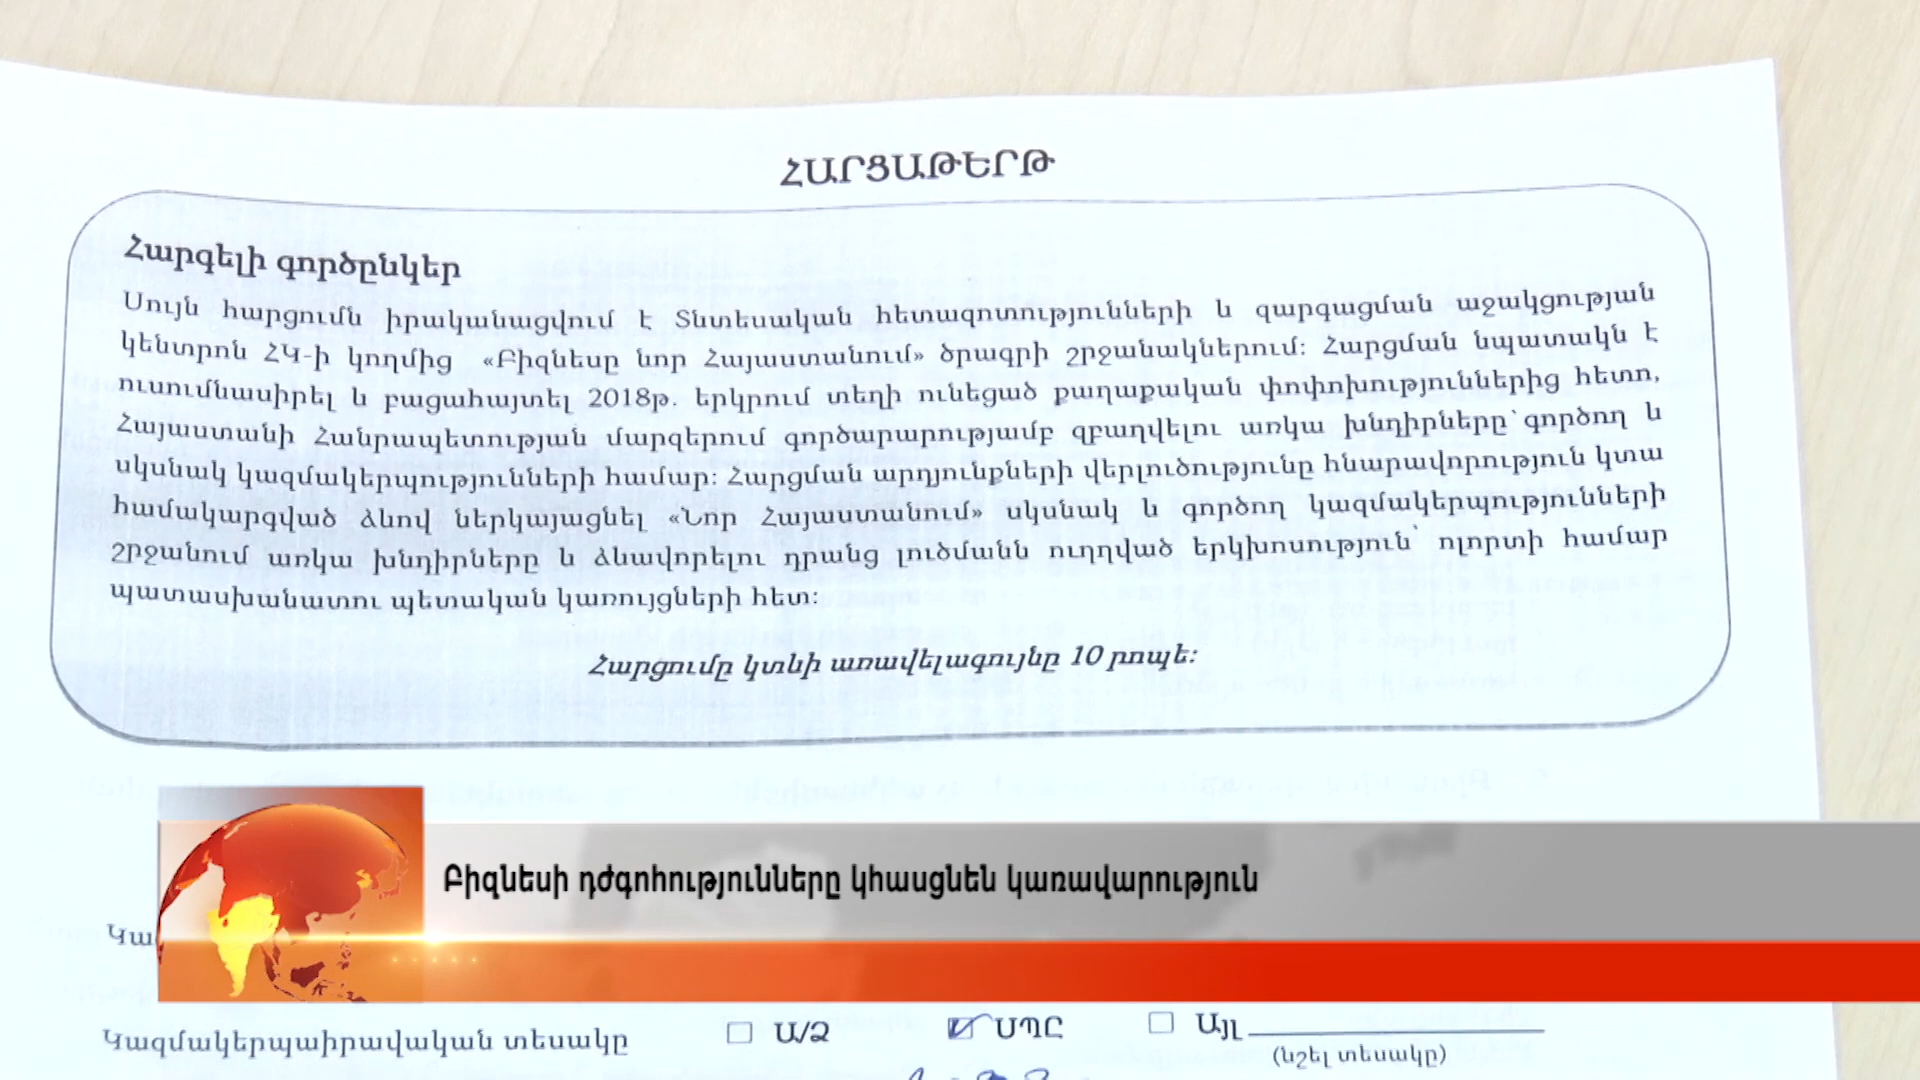 ՀԱՐՑԱԹԵՐԹ
Հարգելի գործընկեր
Սույն հարցումն իրականացվում է Տնտեսական հետազոտությունների և զարգացման աջակցության
կենտրոն ՀԿ-ի կողմից «Բիզնեսը նոր Հայաստանում» ծրագրի շրջանակներում: Հարցման նպատակն է
ուսումնասիրել և բացահայտել 2018թ. երկրում տեղի ունեցած քաղաքական փոփոխություններից հետո,
Հայաստանի Հանրապետության մարզերում գործարարությամբ զբաղվելու առկա խնդիրները՝ գործող և
սկսնակ կազմակերպությունների համար: Հարցման արդյունքների վերլուծությունը հնարավորություն կտա
համակարգված ձևով ներկայացնել «Նոր Հայաստանում» սկսնակ և գործող կազմակերպությունների
շրջանում առկա խնդիրները և ձևավորելու դրանց լուծմանն ուղղված երկխոսություն՝ ոլորտի համար
պատասխանատու պետական կառույցների հետ:
Հարցումը կտևի առավելագույնը 10 րոպե:
Բիզնեսի դժգոհությունները կհասցնեն կառավարություն
Կա
Կազմակերպաիրավական տեսակը Ա/Ձ ՍՊԸ Այլ
(նշել տեսակը)